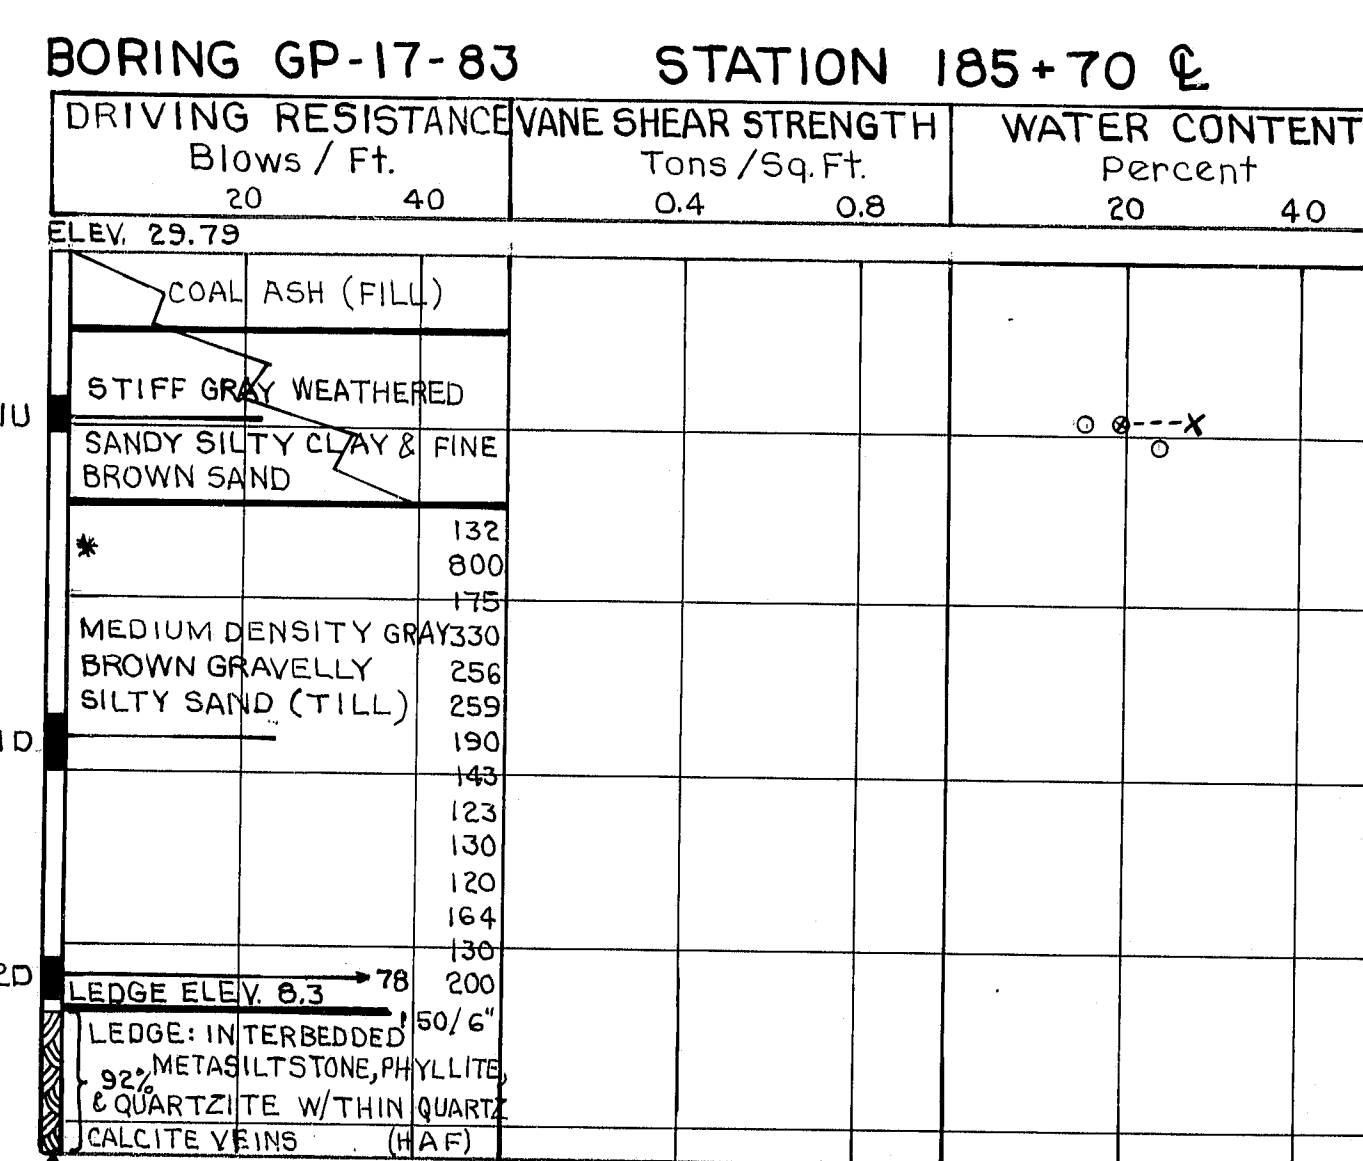 BORING GP-17-83 STATION 185+70 ℄
DRIVING RESISTANCE VANE SHEAR STRENGTH WATER CONTENT
Blows / Ft. Tons /Sq. Ft. Percent
20 40 0.4 0.8 20 40
ELEV. 29.79
COAL ASH (FILL)
STIFF GRAY WEATHERED
1U
SANDY SILTY CLAY & FINE
BROWN SAND
132
*
800
175
MEDIUM DENSITY GRAY 330
BROWN GRAVELLY 256
SILTY SAND (TILL) 259
1D 190
143
123
130
120
164
130
2D 78 200
LEDGE ELEV. 8.3
150/6"
LEDGE: INTERBEDDED
92% METASILTSTONE, PHYLLITE,
& QUARTZITE W/THIN QUARTZ
CALCITE VEINS (HAF)